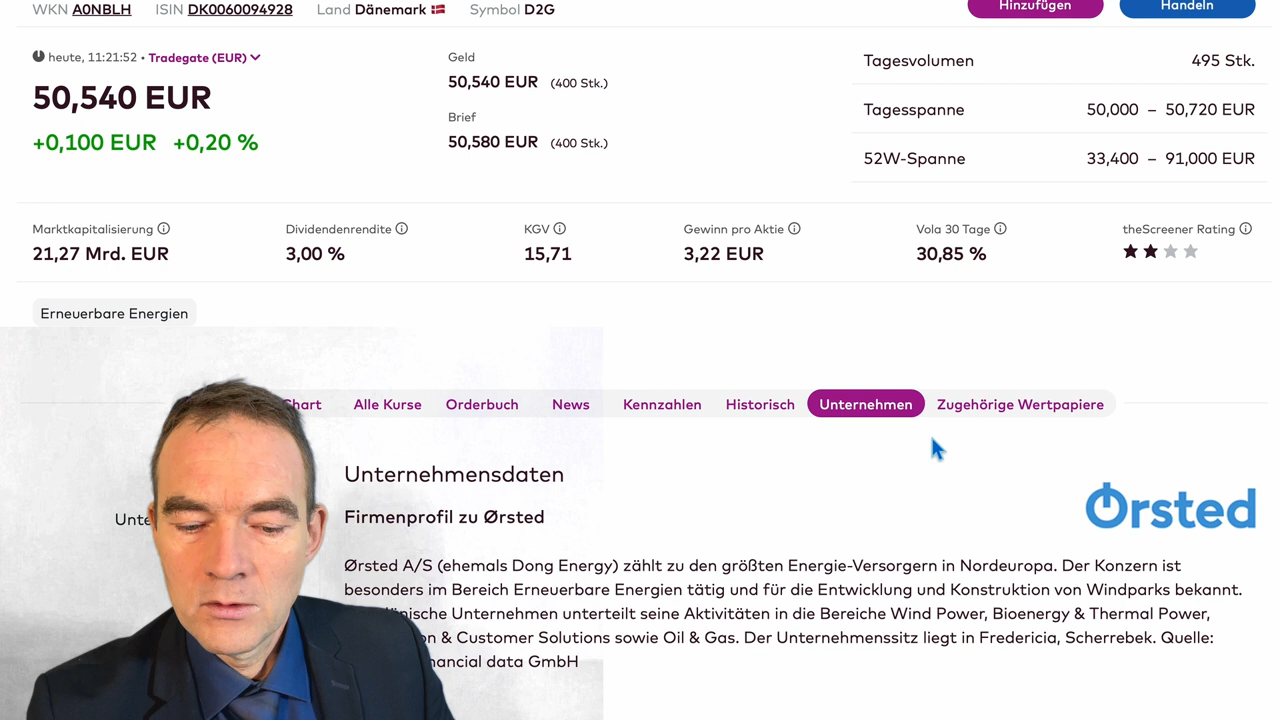 WKN A0NBLH ISIN DK0060094928 Land Dänemark Symbol D2G
Hinzufügen Handeln
heute, 11:21:52 • Tradegate (EUR)
50,540 EUR
+0,100 EUR +0,20 %
Geld
50,540 EUR (400 Stk.)
Brief
50,580 EUR (400 Stk.)
Tagesvolumen 495 Stk.
Tagesspanne 50,000 – 50,720 EUR
52W-Spanne 33,400 – 91,000 EUR
Marktkapitalisierung Dividendenrendite KGV Gewinn pro Aktie Vola 30 Tage theScreener Rating
21,27 Mrd. EUR 3,00 % 15,71 3,22 EUR 30,85 %
Erneuerbare Energien
Chart Alle Kurse Orderbuch News Kennzahlen Historisch Unternehmen Zugehörige Wertpapiere
Unternehmensdaten
Firmenprofil zu Ørsted
Ørsted
Unte
Ørsted A/S (ehemals Dong Energy) zählt zu den größten Energie-Versorgern in Nordeuropa. Der Konzern ist
besonders im Bereich Erneuerbare Energien tätig und für die Entwicklung und Konstruktion von Windparks bekannt.
Unternehmen unterteilt seine Aktivitäten in die Bereiche Wind Power, Bioenergy & Thermal Power,
& Customer Solutions sowie Oil & Gas. Der Unternehmenssitz liegt in Fredericia, Scherrebek. Quelle:
data GmbH